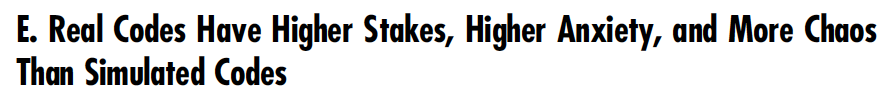 E. Real Codes Have Higher Stakes, Higher Anxiety, and More Chaos
Than Simulated Codes